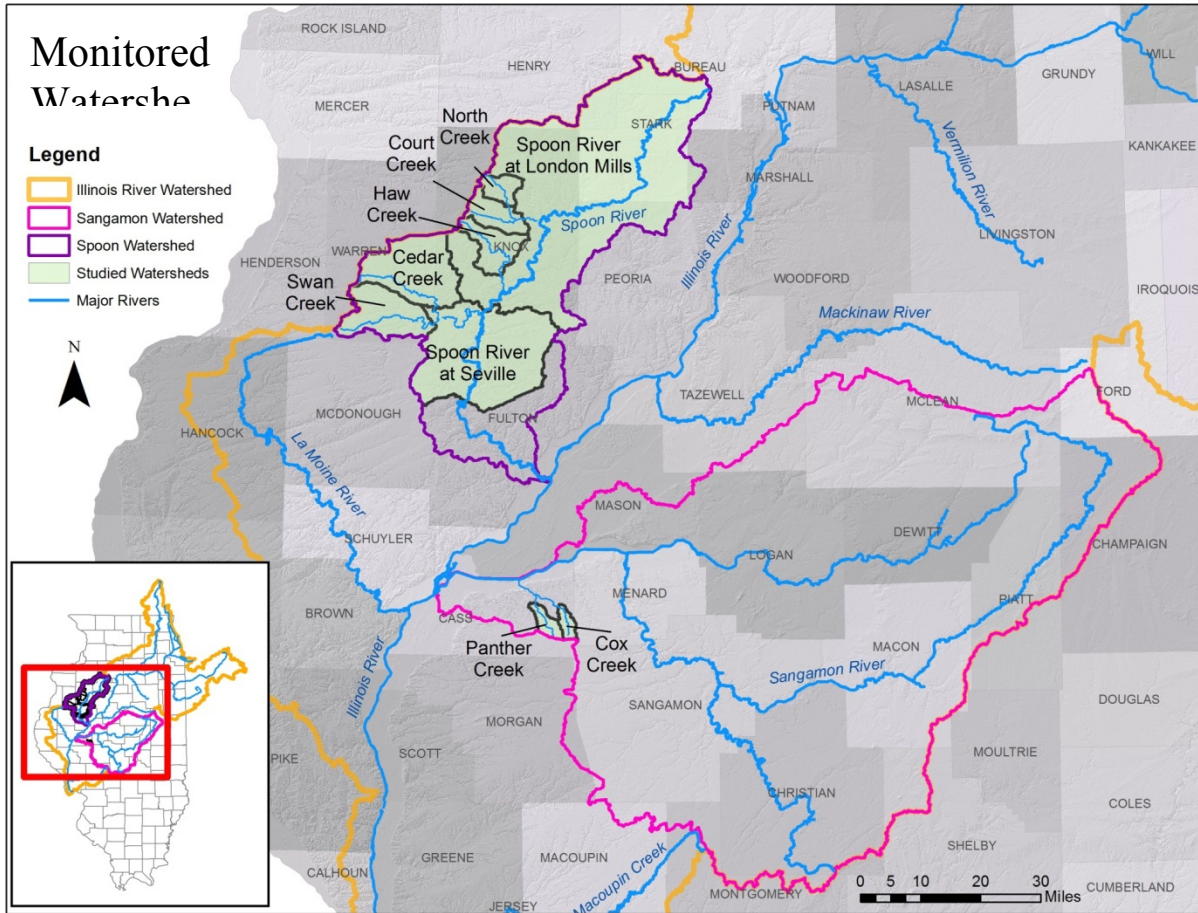 Monitored
Watershe
Legend
Illinois River Watershed
Sangamon Watershed
Spoon Watershed
Studied Watersheds
Major Rivers
N
ROCK ISLAND
HENRY
BUREAU
MERCER
PUTNAM
LASALLE
GRUNDY
WILL
KANKAKEE
STARK
North
Creek
Court
Creek
Haw
Creek
Spoon River
at London Mills
MARSHALL
Vermilion River
LIVINGSTON
Spoon River
KNOX
WARREN
HENDERSON
Cedar
Creek
Swan
Creek
PEORIA
Illinois River
WOODFORD
IROQUOIS
Mackinaw River
Spoon River
at Seville
TAZEWELL
MCLEAN
FORD
MCDONOUGH
FULTON
HANCOCK
La Moine River
MASON
SCHUYLER
LOGAN
DEWITT
CHAMPAIGN
BROWN
CASS
MENARD
PIATT
Panther
Creek
Cox
Creek
MACON
Sangamon River
Illinois River
MORGAN
SANGAMON
DOUGLAS
PIKE
SCOTT
MOULTRIE
CHRISTIAN
COLES
CALHOUN
GREENE
MACOUPIN
Macoupin Creek
MONTGOMERY
SHELBY
CUMBERLAND
JERSEY
0 5 10 20 30
Miles